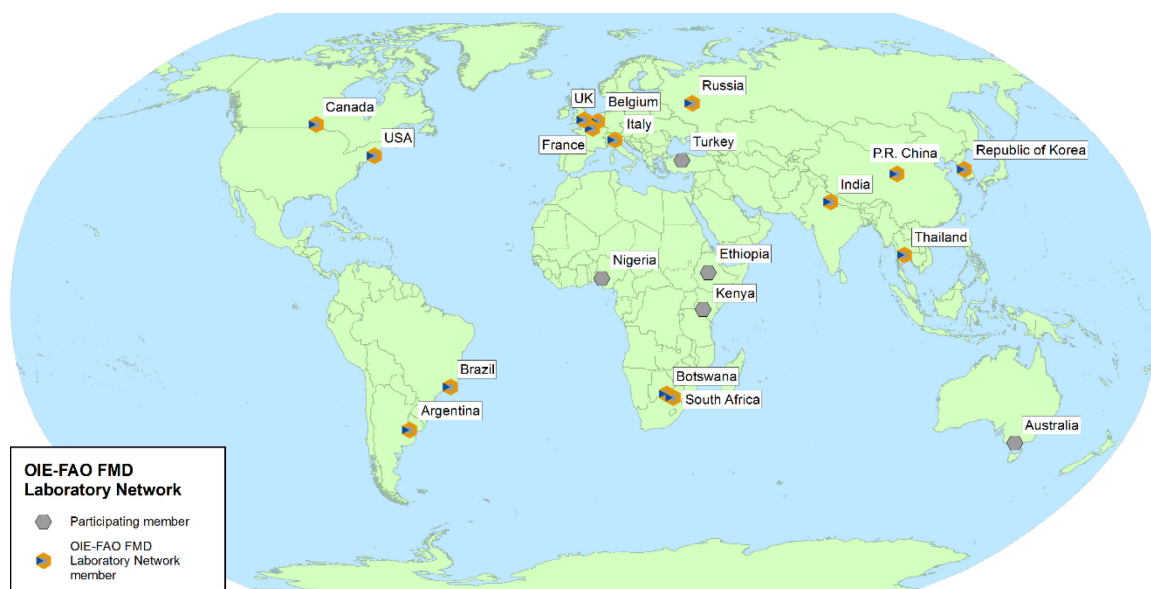 Canada
USA
UK
Belgium
Russia
France
Italy
Turkey
P.R. China
Republic of Korea
India
Thailand
Nigeria
Ethiopia
Kenya
Brazil
Argentina
Botswana
South Africa
Australia
OIE-FAO FMD
Laboratory Network
Participating member
OIE-FAO FMD
Laboratory Network
member